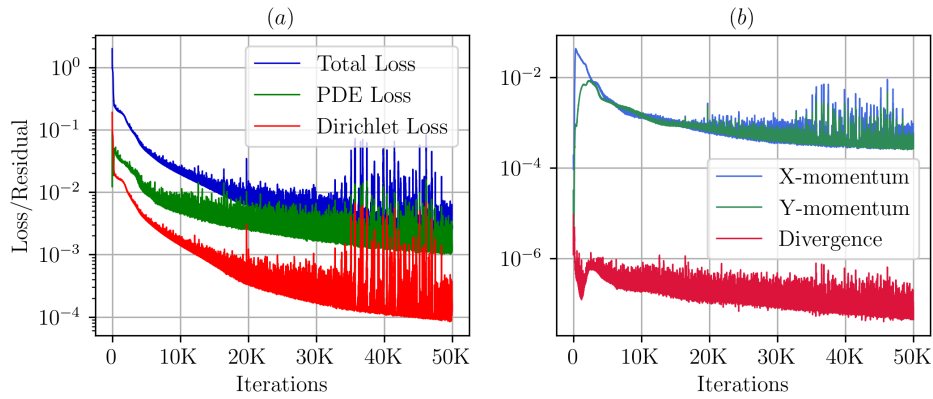 (a)
Loss/Residual
10^0
10^{-1}
10^{-2}
10^{-3}
10^{-4}
Total Loss
PDE Loss
Dirichlet Loss
0 10K 20K 30K 40K 50K
Iterations
(b)
10^{-2}
10^{-4}
10^{-6}
X-momentum
Y-momentum
Divergence
0 10K 20K 30K 40K 50K
Iterations